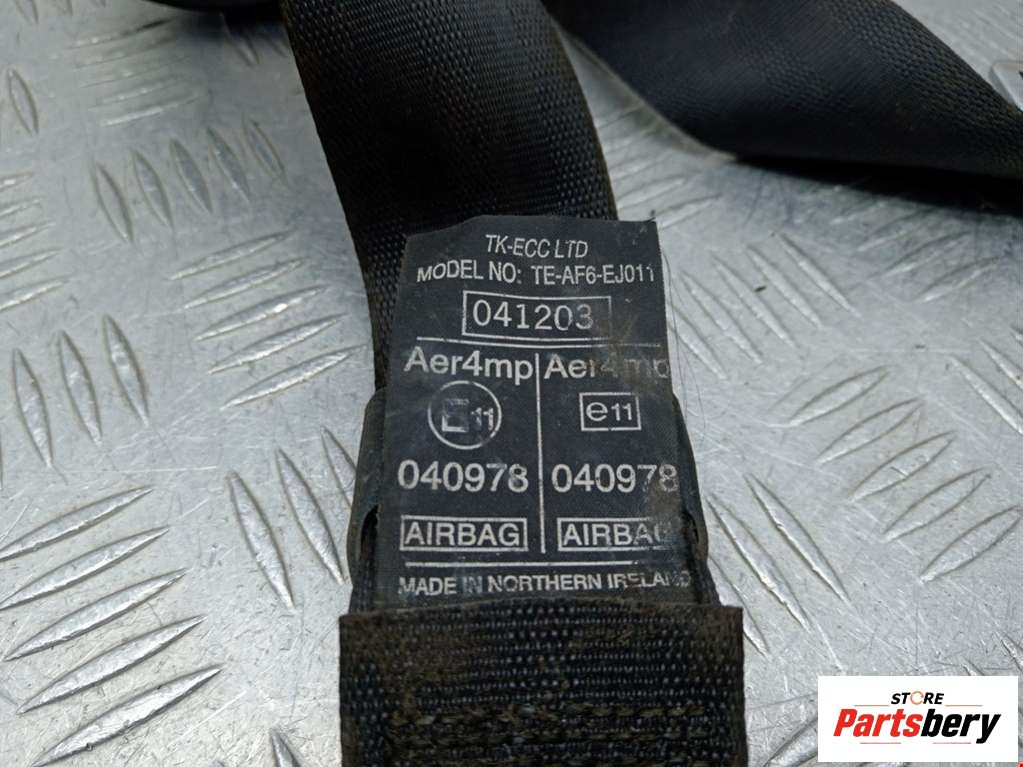 TK-ECC LTD
MODEL NO: TE-AF6-EJ011
041203
Aer4mp Aer4mp
E11 e11
040978 040978
AIRBAG AIRBAG
MADE IN NORTHERN IRELAND
STORE
Partsbery